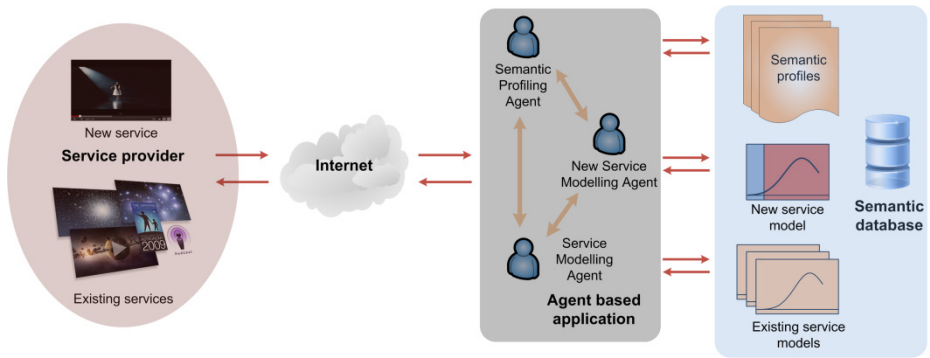 New service
Service provider
2009
Existing services
Internet
Semantic
Profiling
Agent
New Service
Modelling Agent
Service
Modelling
Agent
Agent based
application
Semantic
profiles
New service
model
Semantic
database
Existing service
models